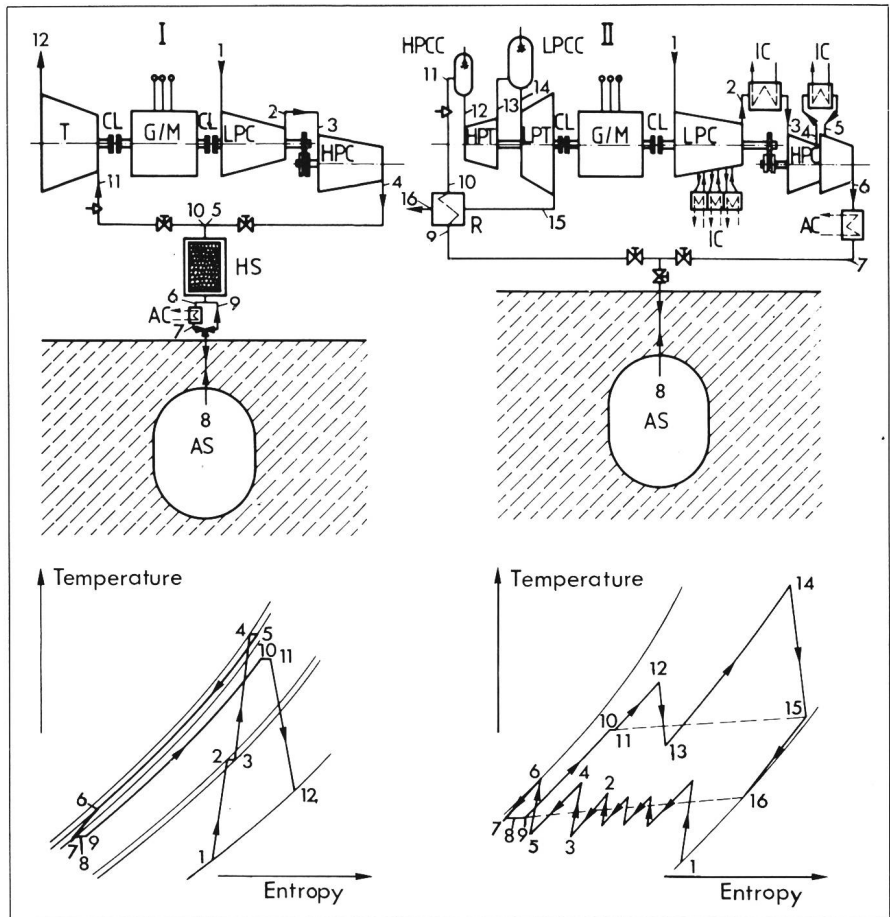 I
12
1
T
CL
G/M
CL
LPC
2
3
HPC
4
11
10
5
HS
6
9
AC
7
8
AS
II
HPCC
LPCC
11
12
13
14
HPT
LPT
CL
G/M
CL
1
LPC
2
IC
IC
3
4
5
HPC
6
M
M
M
IC
10
16
R
9
15
AC
7
8
AS
Temperature
4
5
10
11
2
3
6
12
7
9
8
1
Entropy
Temperature
14
12
10
11
13
15
6
4
2
16
7
8
9
5
3
1
Entropy